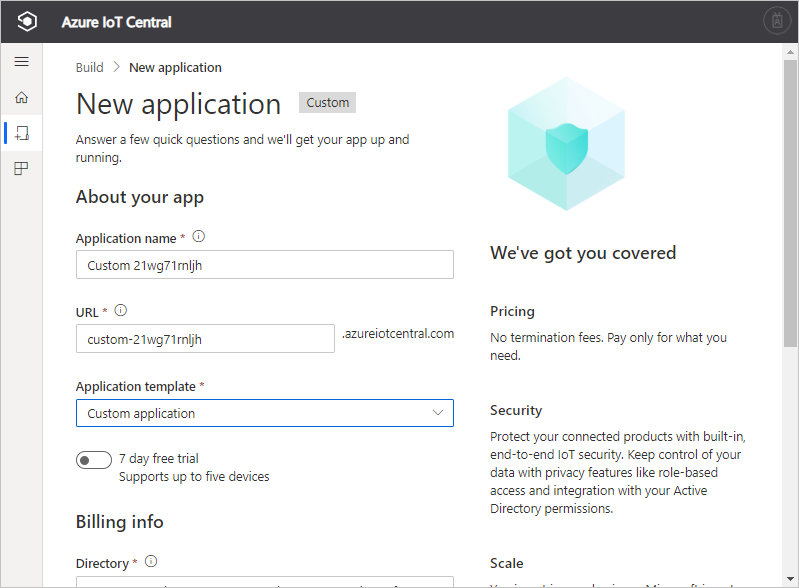 Azure IoT Central
Build > New application
New application Custom
Answer a few quick questions and we'll get your app up and
running.
About your app
Application name *
Custom 21wg71rnljh
URL *
custom-21wg71rnljh .azureiotcentral.com
Application template *
Custom application
7 day free trial
Supports up to five devices
Billing info
Directory *
We've got you covered
Pricing
No termination fees. Pay only for what you
need.
Security
Protect your connected products with built-in,
end-to-end IoT security. Keep control of your
data with privacy features like role-based
access and integration with your Active
Directory permissions.
Scale